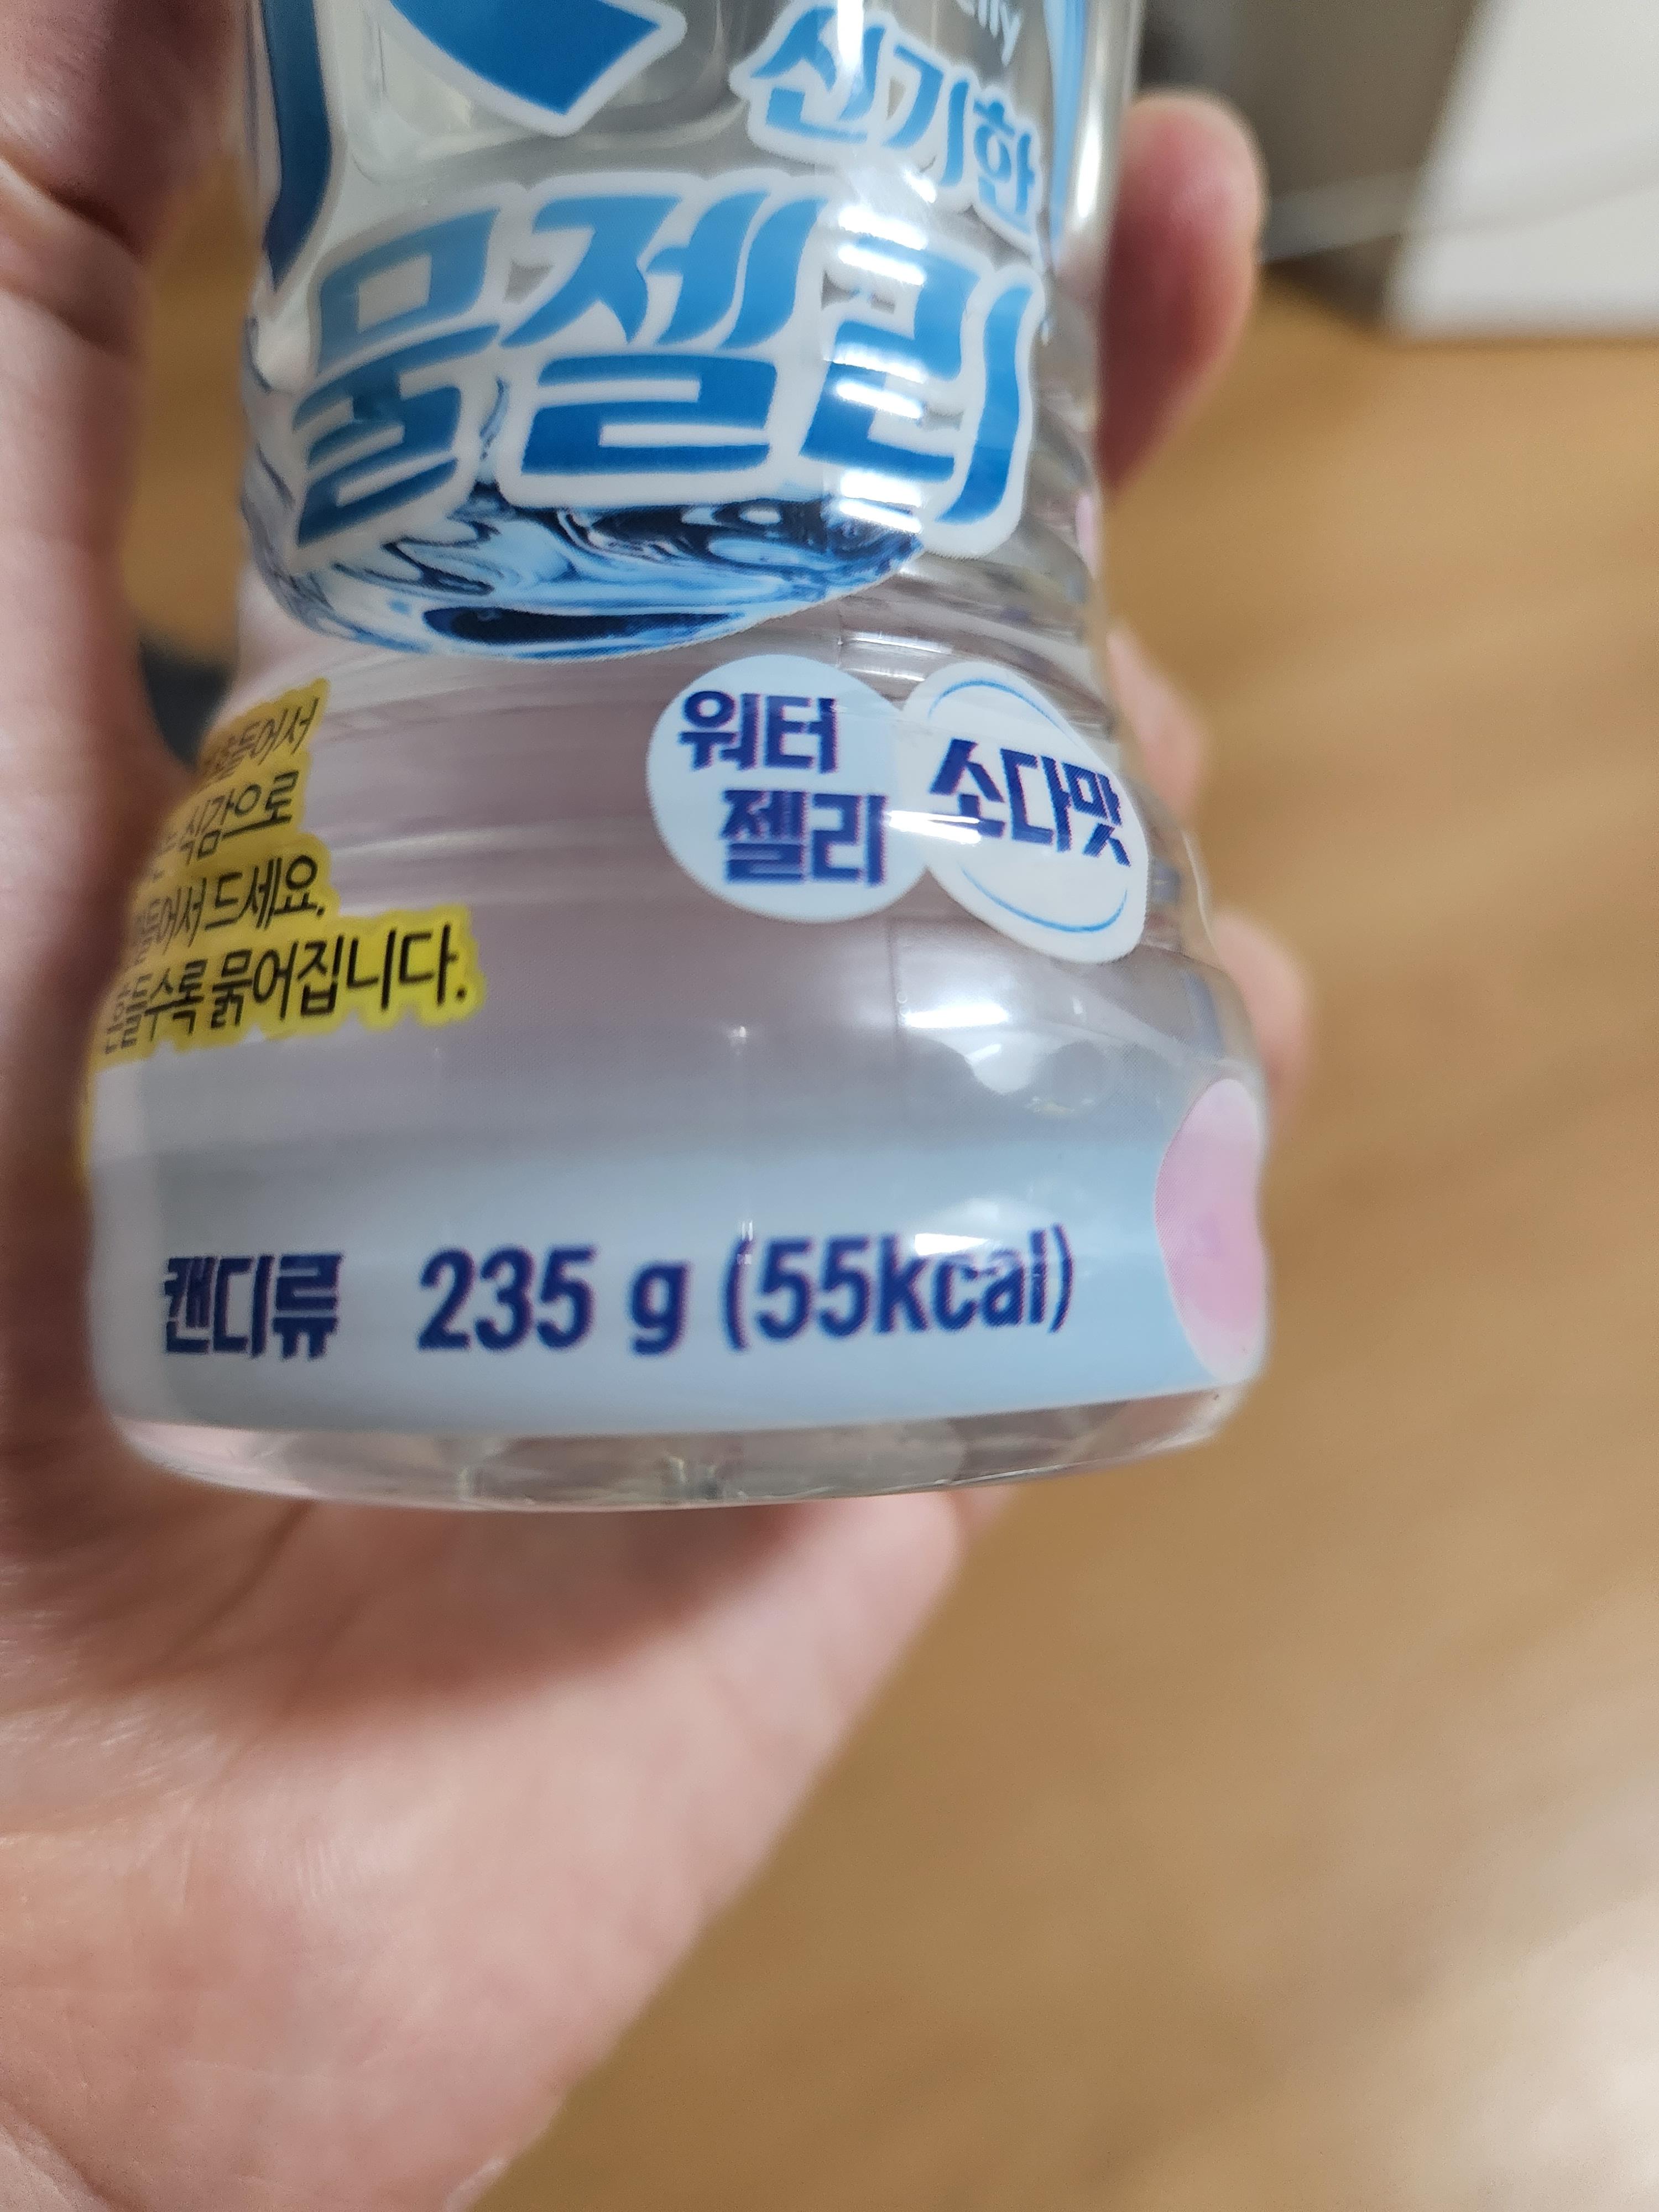 신기한
물젤리
워터
젤리
소다맛
식감으로
드세요.
묽어집니다.
캔디류 235 g (55kcal)